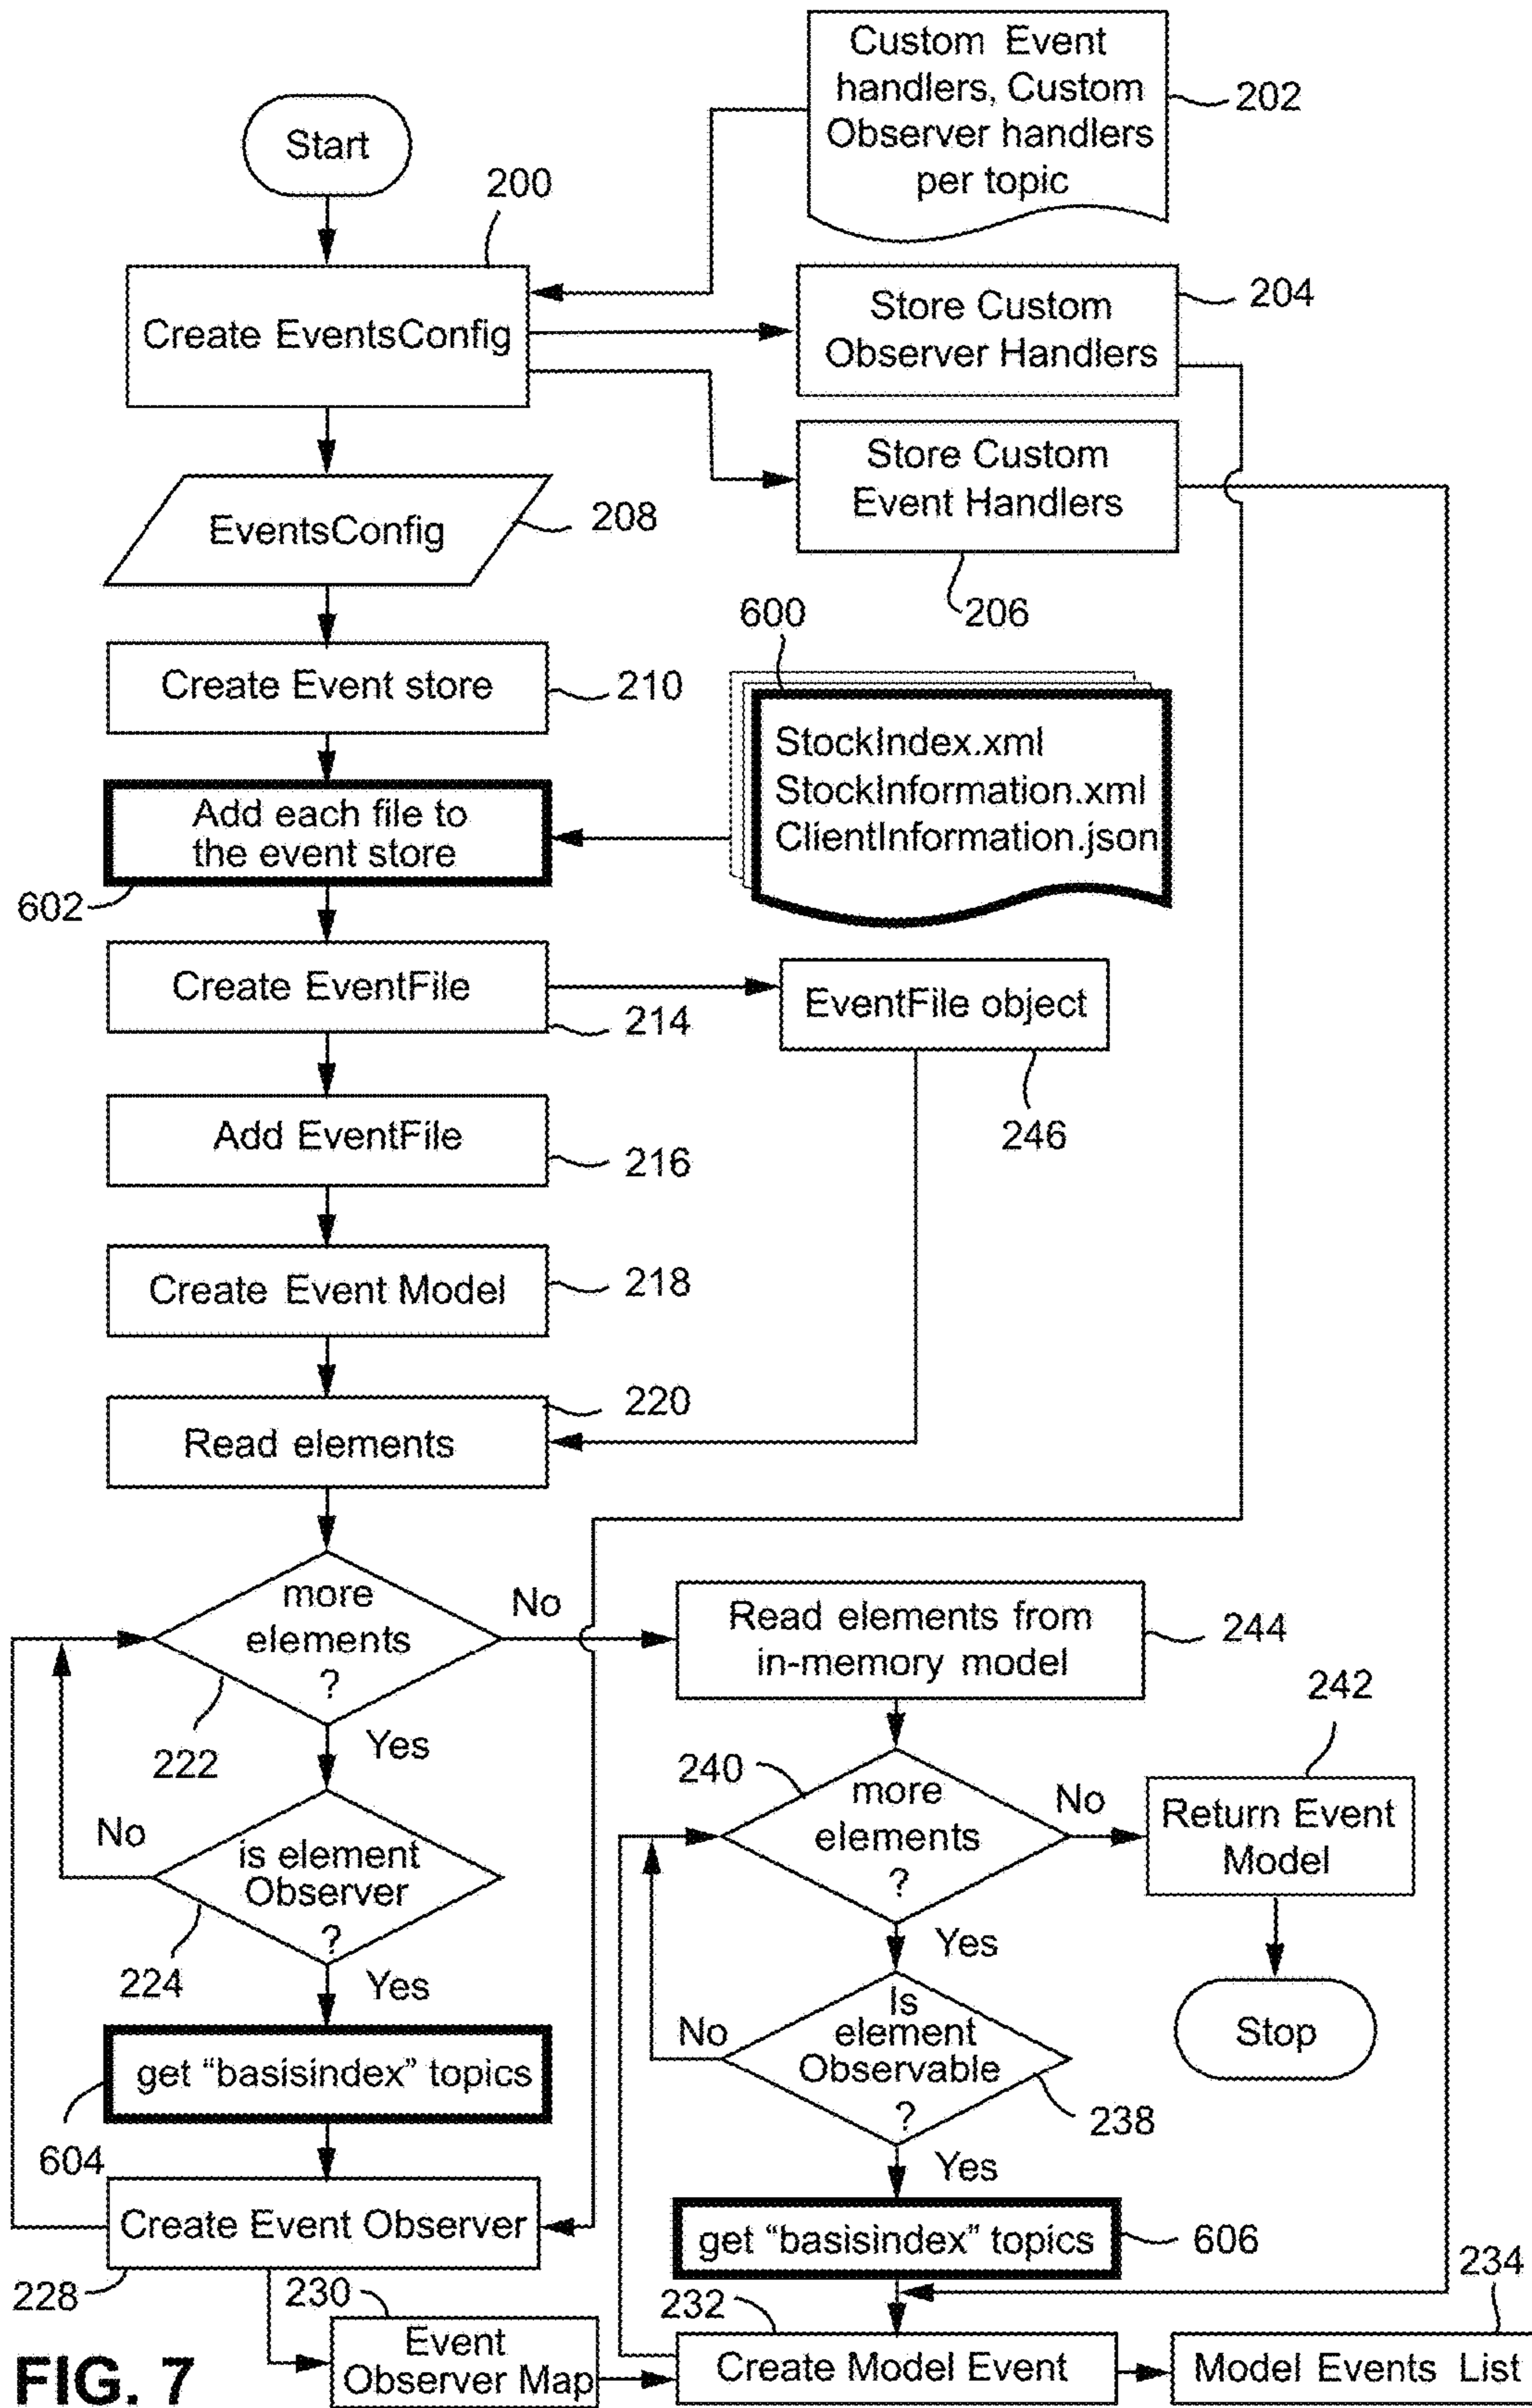 Custom Event
handlers, Custom
Observer handlers
per topic
202
Start
200
Create EventsConfig
Store Custom
Observer Handlers
204
Store Custom
Event Handlers
206
EventsConfig
208
600
Create Event store
210
StockIndex.xml
StockInformation.xml
ClientInformation.json
Add each file to
the event store
602
Create EventFile
214
EventFile object
246
Add EventFile
216
Create Event Model
218
220
Read elements
more
elements
?
No
222
Yes
Read elements from
in-memory model
244
242
240
more
elements
?
No
Return Event
Model
Yes
No
is element
Observer
?
224
Yes
Is
element
Observable
?
No
238
Yes
Stop
get "basisindex" topics
604
get "basisindex" topics
606
Create Event Observer
228
230
232
234
Event
Observer Map
Create Model Event
Model Events List
FIG. 7